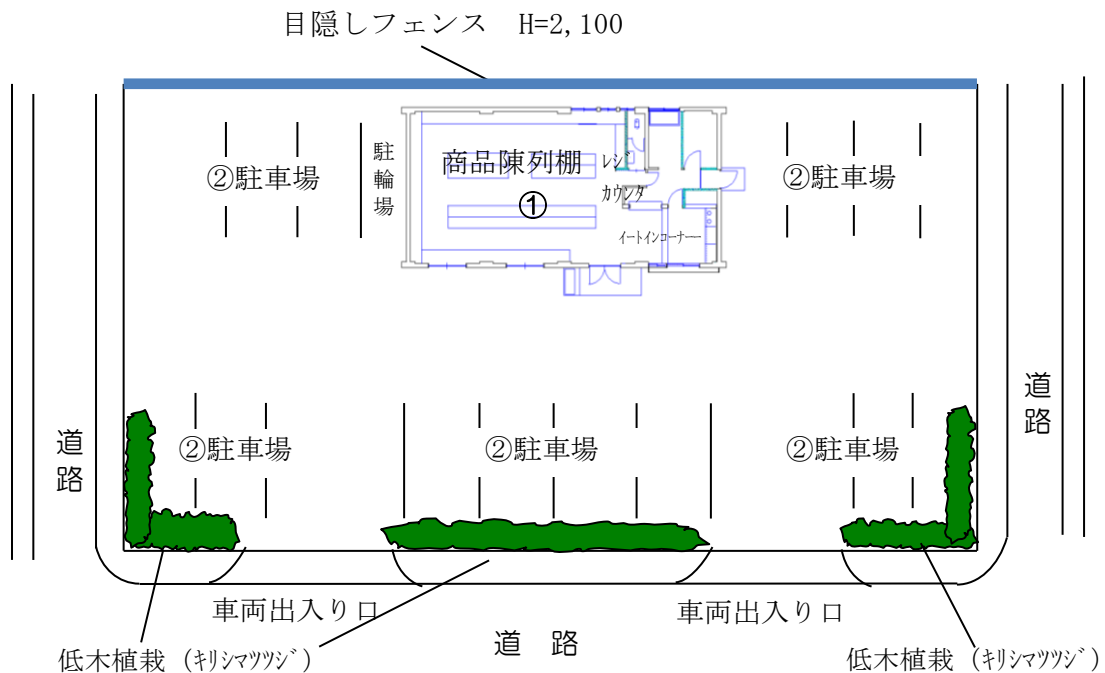 目隠しフェンス H=2,100
②駐車場
駐輪場
商品陳列棚
①
ﾚｼﾞ
ｶｳﾝﾀﾞ
ｲｰﾄｲﾝｺｰﾅｰ
②駐車場
道路
②駐車場
②駐車場
②駐車場
道路
車両出入り口
車両出入り口
道 路
低木植栽 (ｷﾘｼﾏﾂﾂｼﾞ)
低木植栽 (ｷﾘｼﾏﾂﾂｼﾞ)